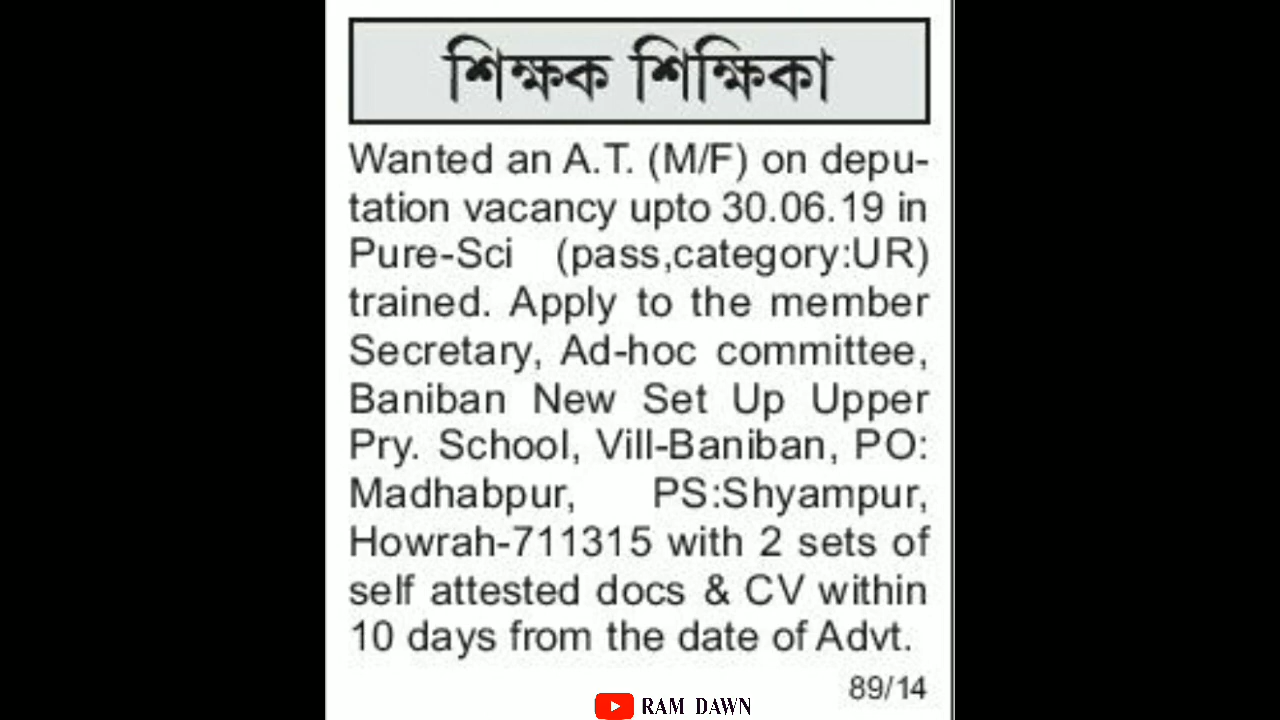 শিক্ষক শিক্ষিকা
Wanted an A.T. (M/F) on depu-
tation vacancy upto 30.06.19 in
Pure-Sci (pass,category:UR)
trained. Apply to the member
Secretary, Ad-hoc committee,
Baniban New Set Up Upper
Pry. School, Vill-Baniban, PO:
Madhabpur, PS:Shyampur,
Howrah-711315 with 2 sets of
self attested docs & CV within
10 days from the date of Advt.
89/14
RAM DAWN